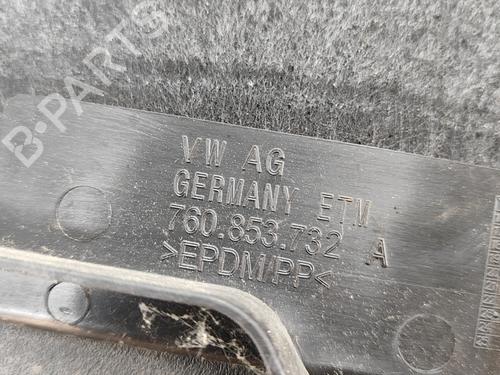 B-PARTS
VW AG
GERMANY ETM
760.853.732 A
>EPDM/PP<